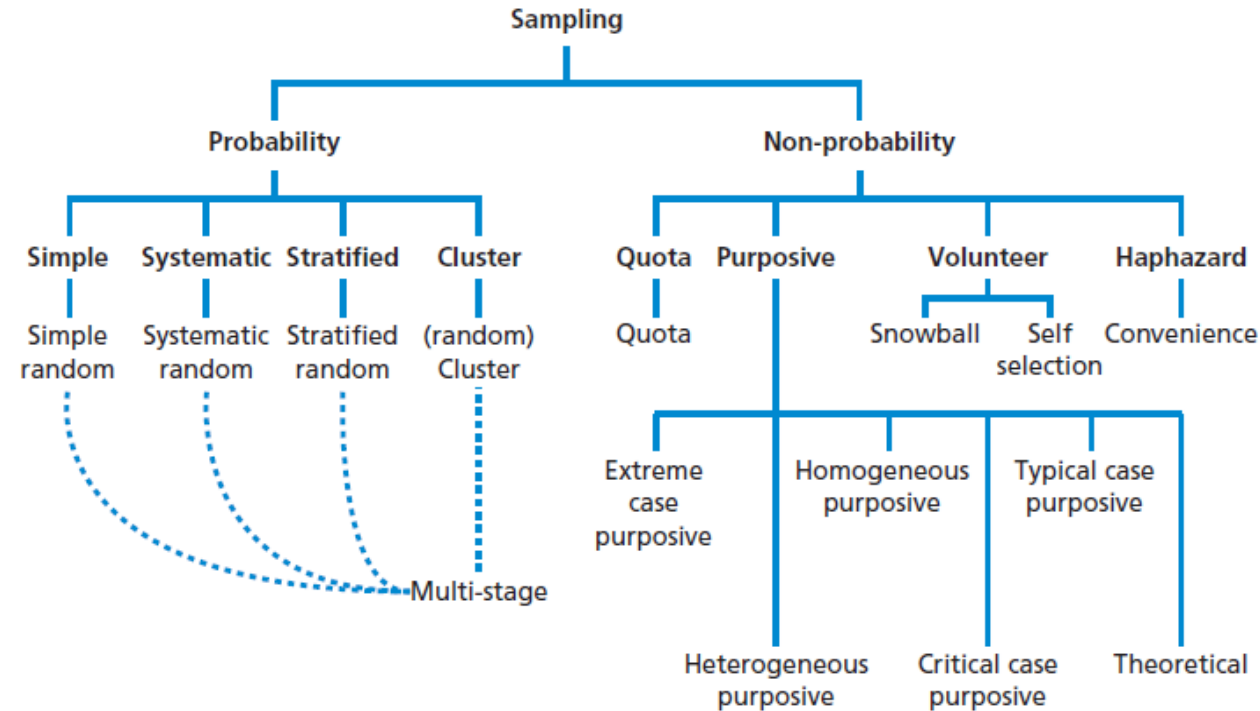 Sampling
Probability
Non-probability
Simple
Systematic
Stratified
Cluster
Quota
Purposive
Volunteer
Haphazard
Simple
random
Systematic
random
Stratified
random
(random)
Cluster
Quota
Snowball
Self
selection
Convenience
Extreme
case
purposive
Homogeneous
purposive
Typical case
purposive
Multi-stage
Heterogeneous
purposive
Critical case
purposive
Theoretical